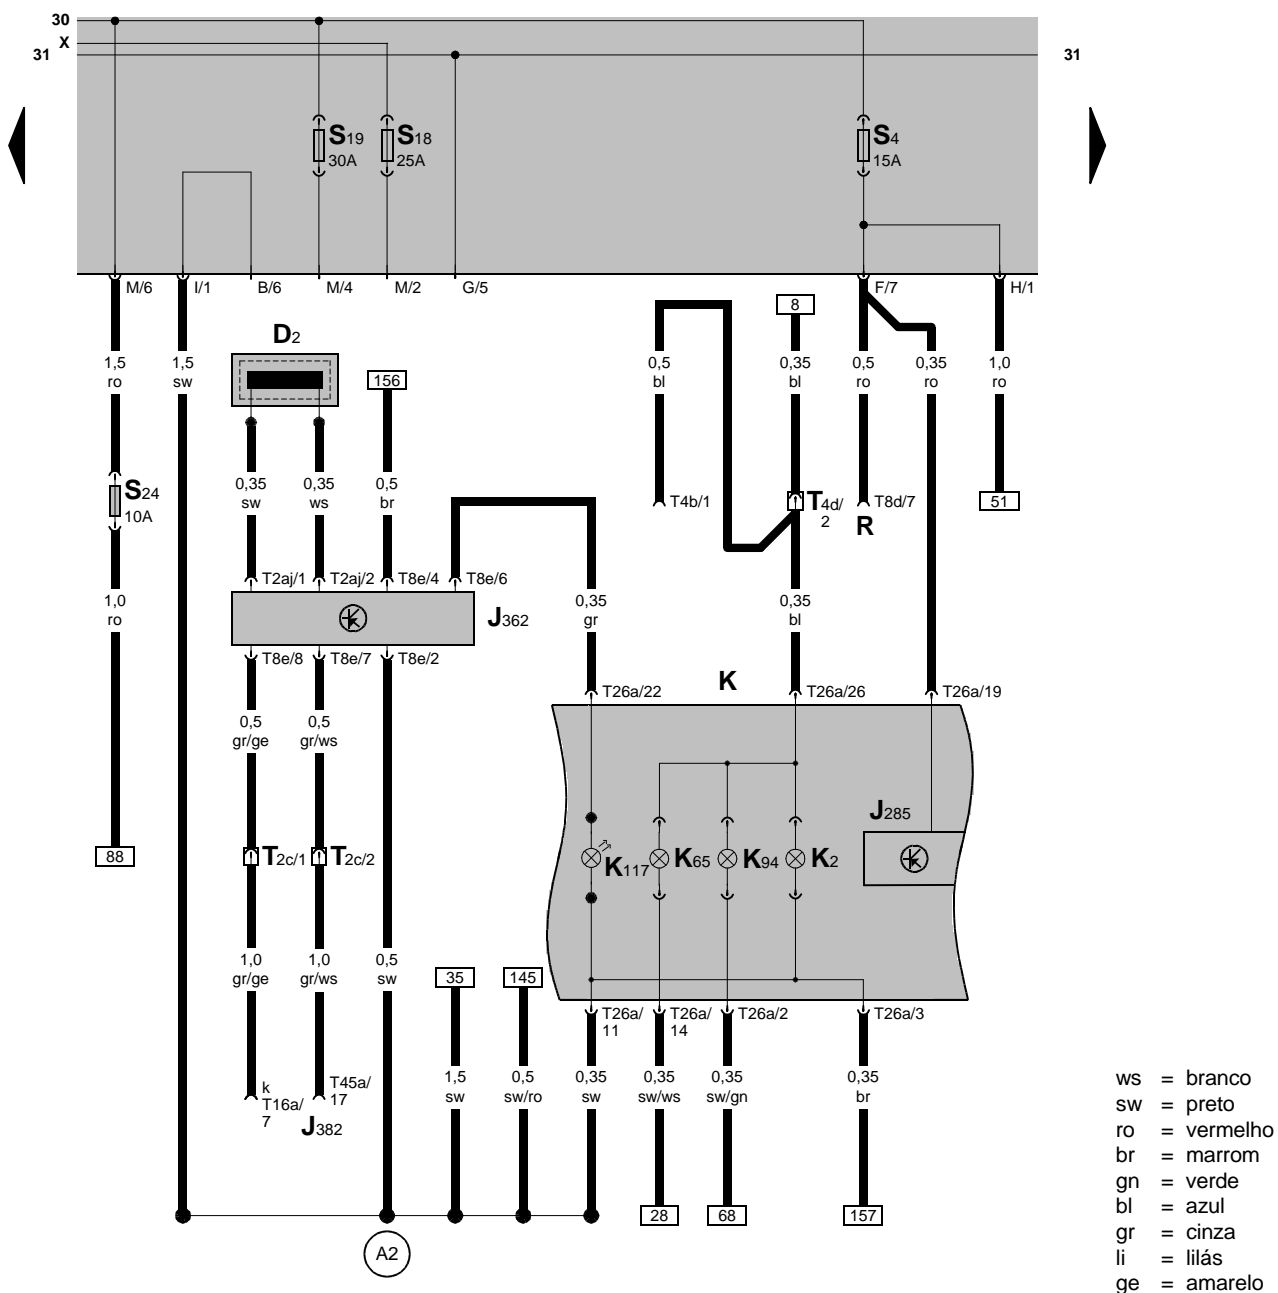 30
X
31
31
S19
30A
S18
25A
S4
15A
M/6
I/1
B/6
M/4
M/2
G/5
F/7
H/1
8
D2
1,5
ro
1,5
sw
156
0,5
bl
0,35
bl
0,5
ro
0,35
ro
1,0
ro
S24
10A
0,35
sw
0,35
ws
0,5
br
T4b/1
T4d/
2
T8d/7
R
51
T2aj/1
T2aj/2
T8e/4
T8e/6
1,0
ro
J362
0,35
gr
0,35
bl
T8e/8
T8e/7
T8e/2
K
T26a/22
T26a/26
T26a/19
0,5
gr/ge
0,5
gr/ws
J285
88
T2c/1
T2c/2
K117
K65
K94
K2
1,0
gr/ge
1,0
gr/ws
0,5
sw
35
145
T26a/
11
T26a/
14
T26a/2
T26a/3
k
T16a/
7
T45a/
17
J382
1,5
sw
0,5
sw/ro
0,35
sw
0,35
sw/ws
0,35
sw/gn
0,35
br
28
68
157
A2
ws = branco
sw = preto
ro = vermelho
br = marrom
gn = verde
bl = azul
gr = cinza
li = lilás
ge = amarelo